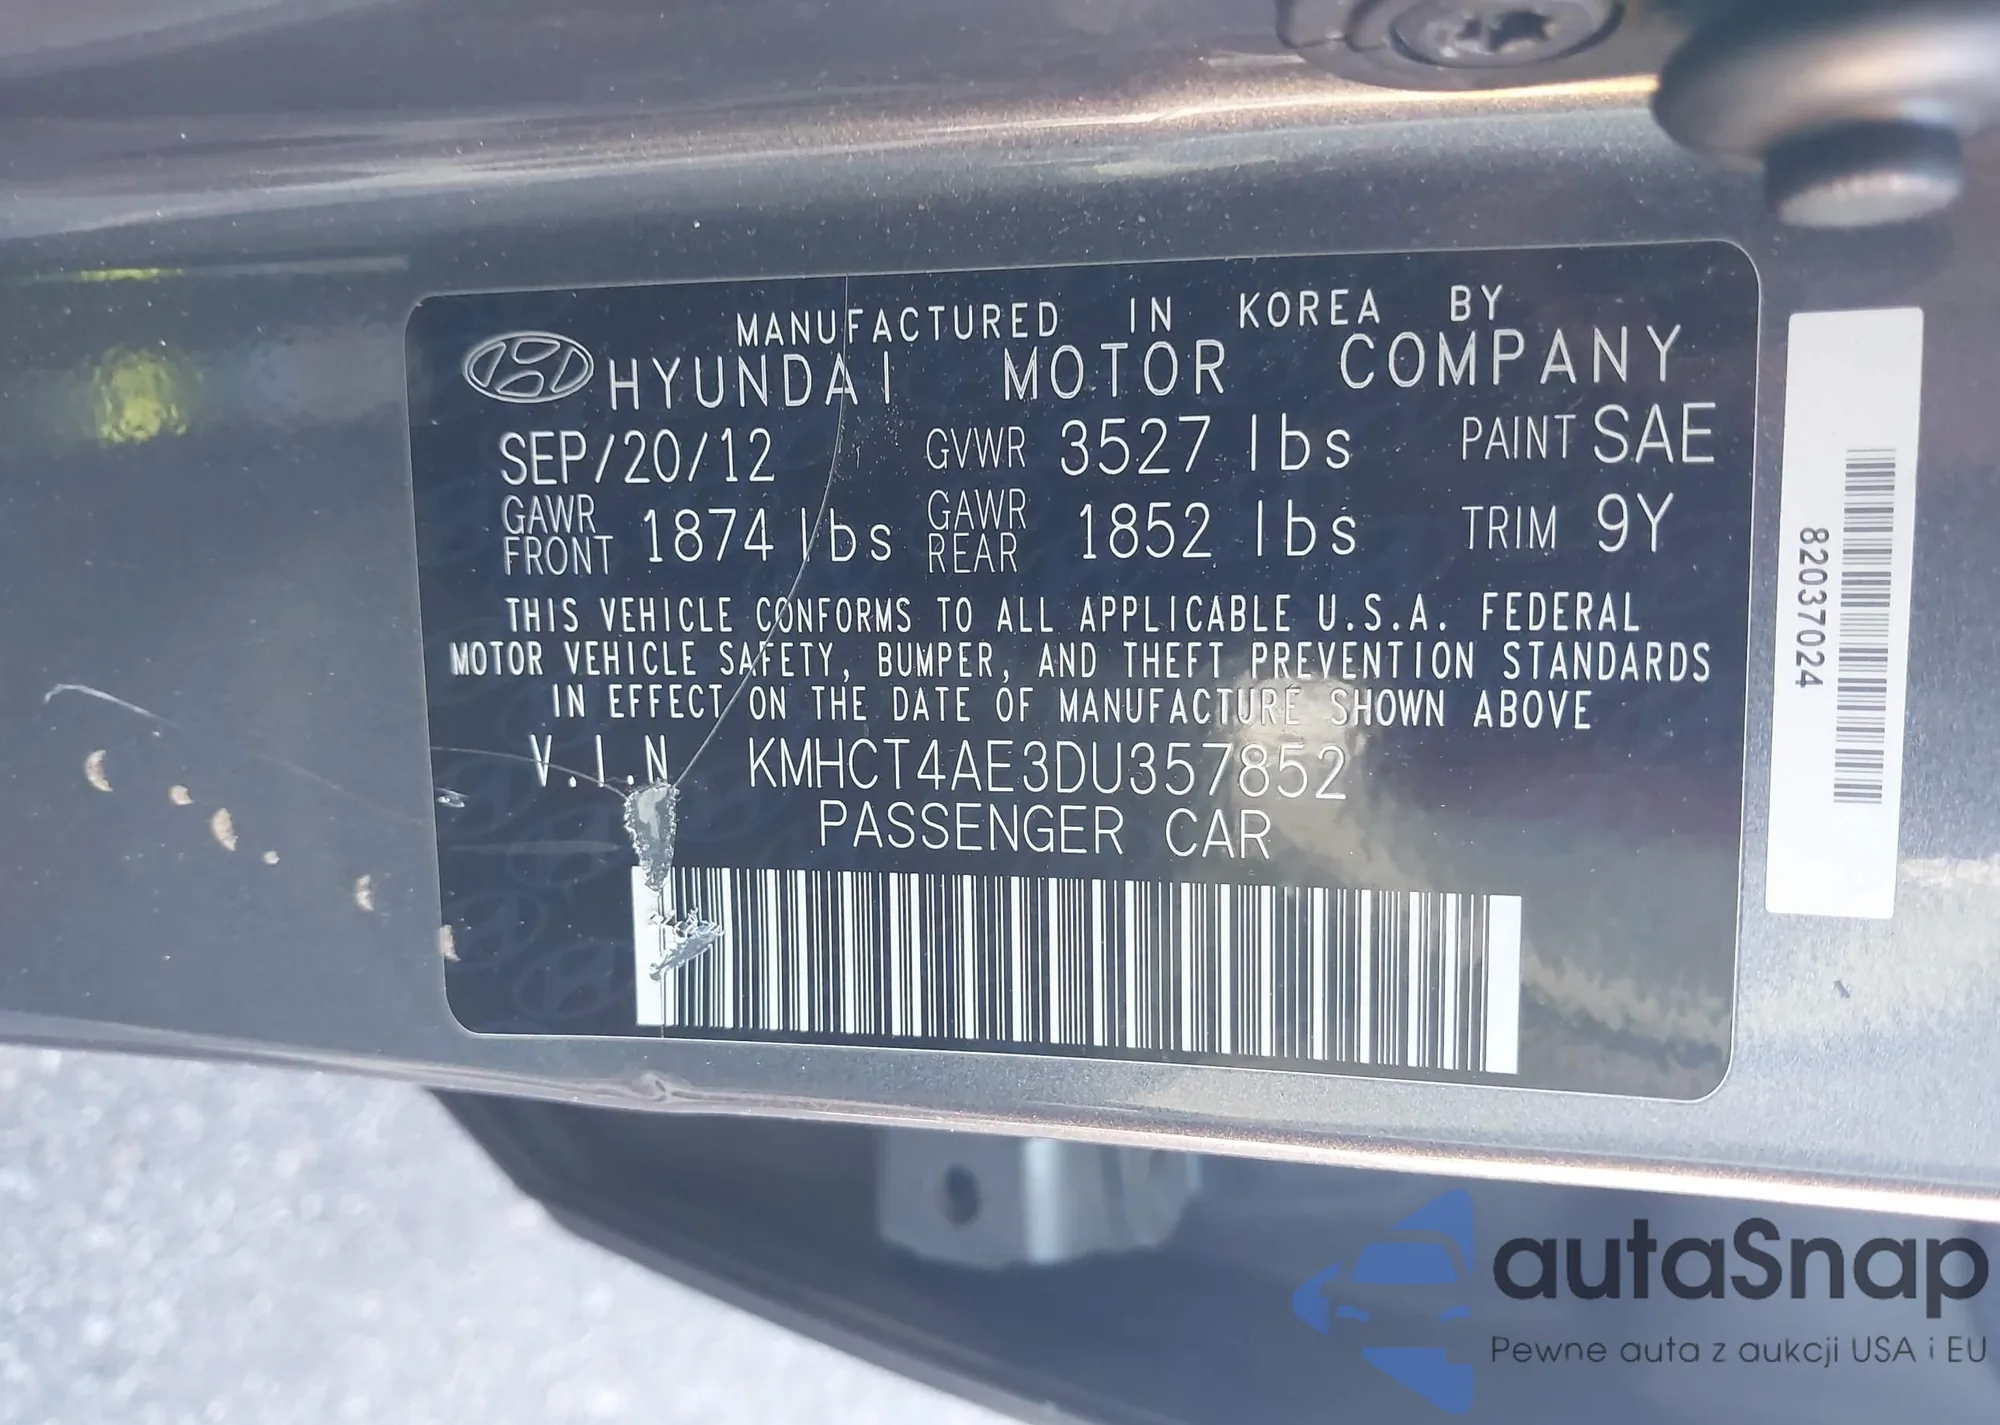 MANUFACTURED IN KOREA BY
HYUNDAI MOTOR COMPANY
SEP/20/12 GVWR 3527 lbs PAINT SAE
GAWR FRONT 1874 lbs GAWR REAR 1852 lbs TRIM 9Y
THIS VEHICLE CONFORMS TO ALL APPLICABLE U.S.A. FEDERAL
MOTOR VEHICLE SAFETY, BUMPER, AND THEFT PREVENTION STANDARDS
IN EFFECT ON THE DATE OF MANUFACTURE SHOWN ABOVE
V.I.N KMHCT4AE3DU357852
PASSENGER CAR
82037024
autaSnap
Pewne auta z aukcji USA i EU